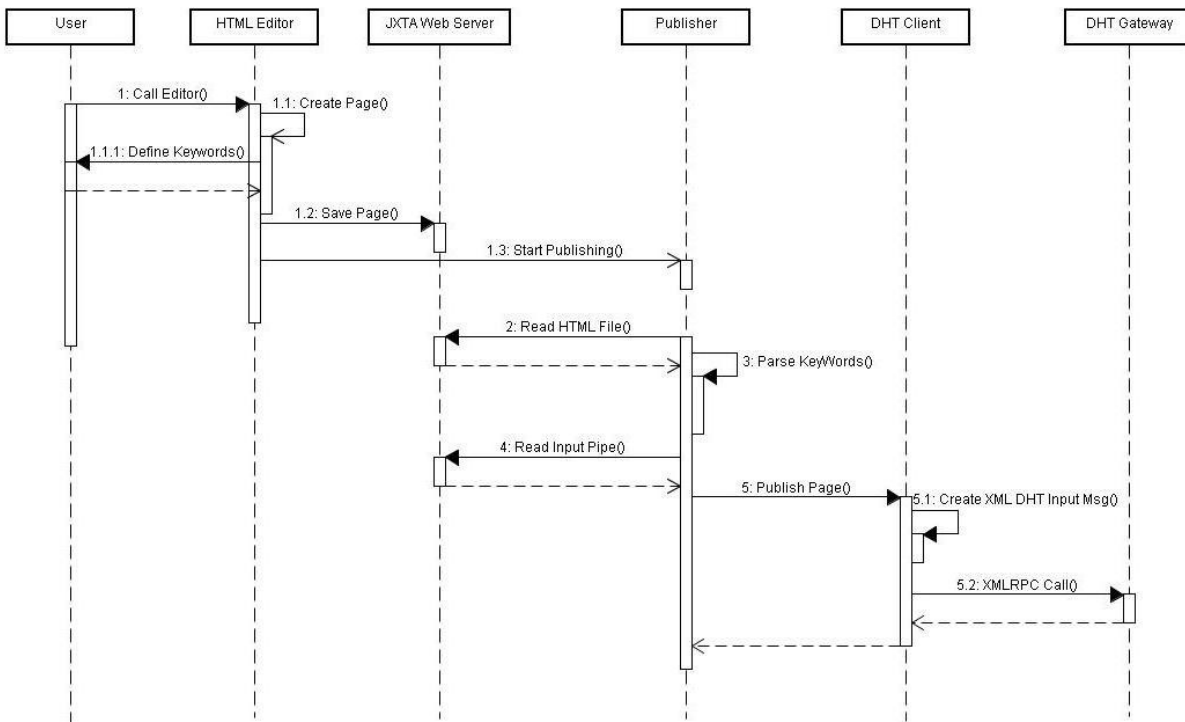 User
HTML Editor
JXTA Web Server
Publisher
DHT Client
DHT Gateway
1: Call Editor()
1.1: Create Page()
1.1.1: Define Keywords()
1.2: Save Page()
1.3: Start Publishing()
2: Read HTML File()
3: Parse KeyWords()
4: Read Input Pipe()
5: Publish Page()
5.1: Create XML DHT Input Msg()
5.2: XMLRPC Call()